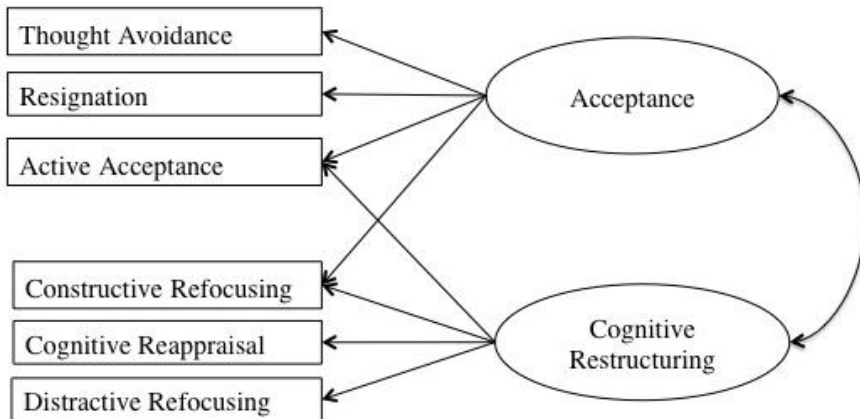 Thought Avoidance
Resignation
Active Acceptance
Acceptance
Constructive Refocusing
Cognitive Reappraisal
Distractive Refocusing
Cognitive
Restructuring